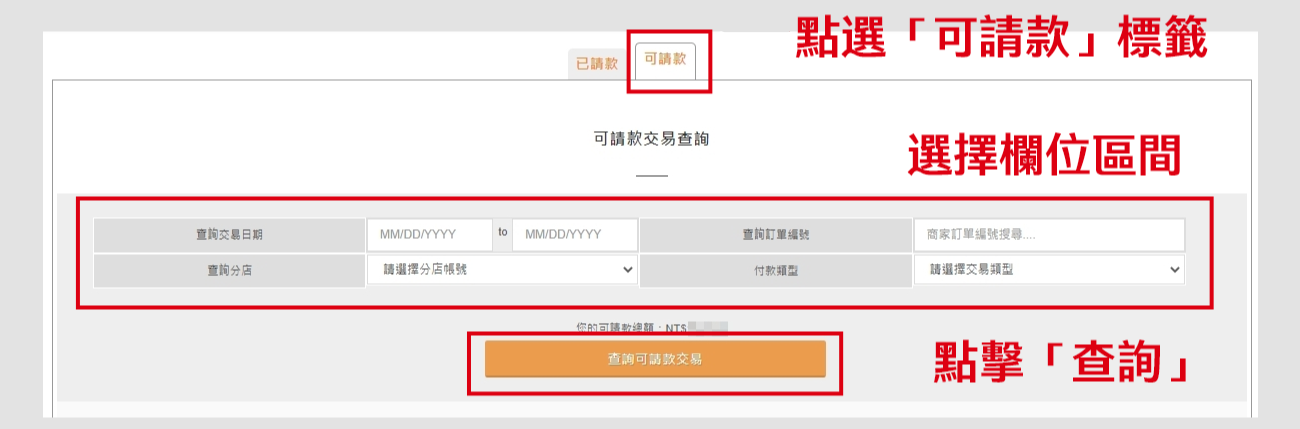 點選「可請款」標籤
已請款
可請款
可請款交易查詢
選擇欄位區間
查詢交易日期
MM/DD/YYYY
to
MM/DD/YYYY
查詢訂單編號
商家訂單編號搜尋....
查詢分店
請選擇分店帳號
付款類型
請選擇交易類型
您的可請款總額：NT$
查詢可請款交易
點擊「查詢」